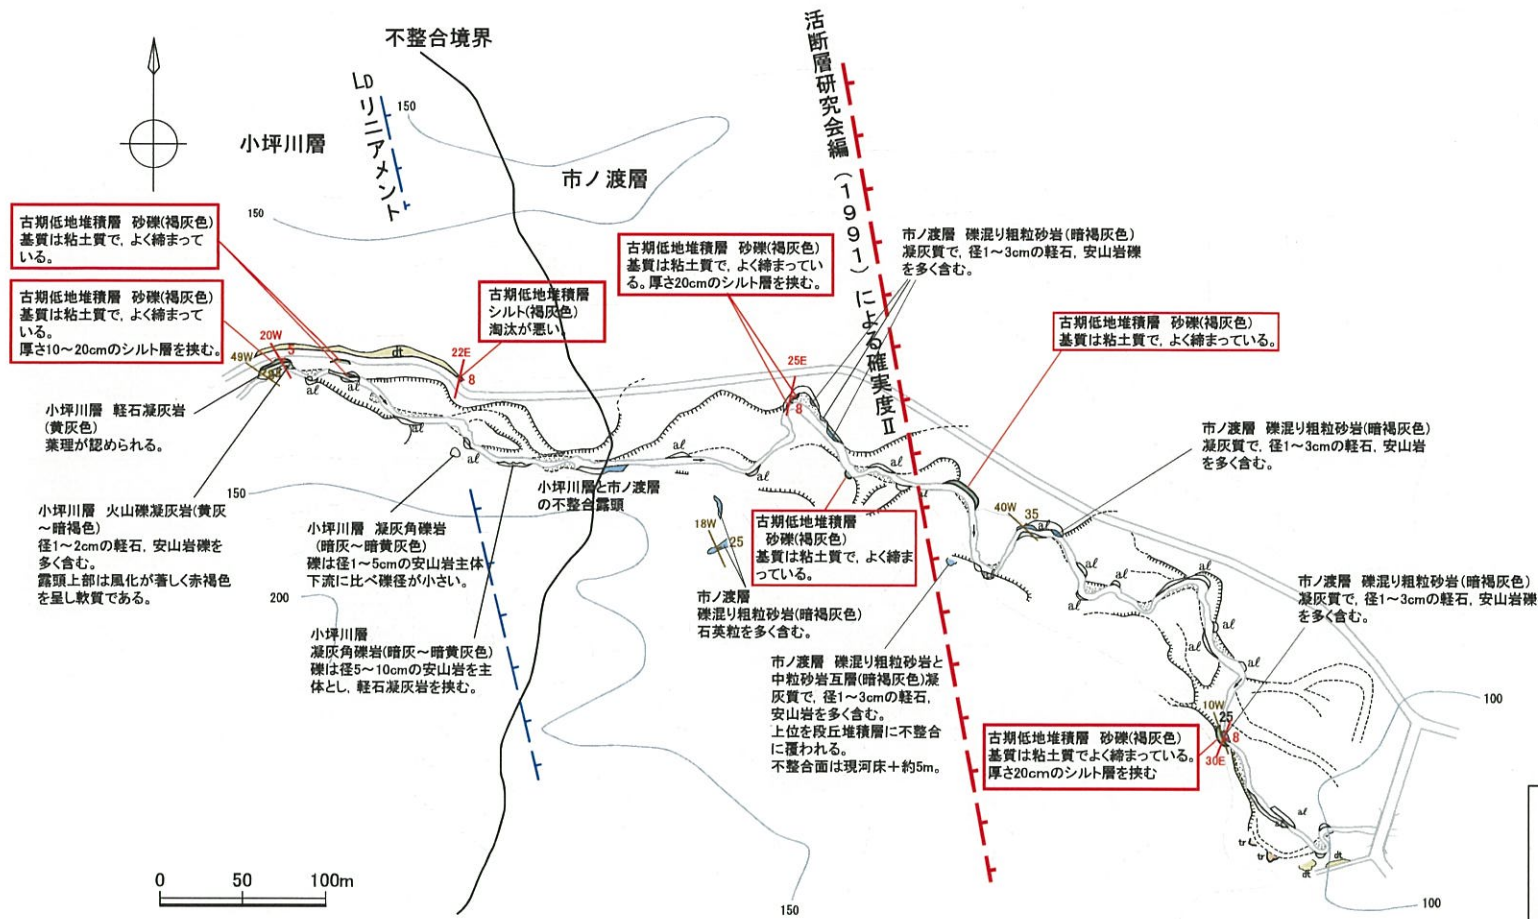 不整合境界
LDリニアメント
150
小坪川層
市ノ渡層
150
活断層研究会編(1991)による確実度Ⅱ
古期低地堆積層 砂礫(褐灰色)
基質は粘土質で,よく締まって
いる。
古期低地堆積層 砂礫(褐灰色)
基質は粘土質で,よく締まって
いる。
厚さ10~20cmのシルト層を挟む。
古期低地堆積層
シルト(褐灰色)
淘汰が悪い。
古期低地堆積層 砂礫(褐灰色)
基質は粘土質で,よく締まってい
る。厚さ20cmのシルト層を挟む。
市ノ渡層 礫混り粗粒砂岩(暗褐灰色)
凝灰質で,径1~3cmの軽石,安山岩礫
を多く含む。
古期低地堆積層 砂礫(褐灰色)
基質は粘土質で,よく締まっている。
20W
5
49W
dt
22E
8
25E
8
al
al
al
al
al
al
al
al
al
小坪川層 軽石凝灰岩
(黄灰色)
葉理が認められる。
市ノ渡層 礫混り粗粒砂岩(暗褐灰色)
凝灰質で,径1~3cmの軽石,安山岩
を多く含む。
小坪川層 火山礫凝灰岩(黄灰
~暗褐色)
径1~2cmの軽石,安山岩礫を
多く含む。
露頭上部は風化が著しく赤褐色
を呈し軟質である。
150
小坪川層と市ノ渡層
の不整合露頭
小坪川層 凝灰角礫岩
(暗灰~暗黄灰色)
礫は径1~5cmの安山岩主体
下流に比べ礫径が小さい。
18W
25
古期低地堆積層
砂礫(褐灰色)
基質は粘土質で,よく締ま
っている。
40W
35
al
al
al
al
al
al
al
al
200
小坪川層
凝灰角礫岩(暗灰~暗黄灰色)
礫は径5~10cmの安山岩を主
体とし,軽石凝灰岩を挟む。
市ノ渡層
礫混り粗粒砂岩(暗褐灰色)
石英粒を多く含む。
市ノ渡層 礫混り粗粒砂岩(暗褐灰色)
凝灰質で,径1~3cmの軽石,安山岩礫
を多く含む。
市ノ渡層 礫混り粗粒砂岩と
中粒砂岩互層(暗褐灰色)凝
灰質で,径1~3cmの軽石,
安山岩を多く含む。
上位を段丘堆積層に不整合
に覆われる。
不整合面は現河床+約5m。
古期低地堆積層 砂礫(褐灰色)
基質は粘土質でよく締まっている。
厚さ20cmのシルト層を挟む
10W
25
8
30E
100
al
al
al
tr
tr
dt
dt
0 50 100m
150
100